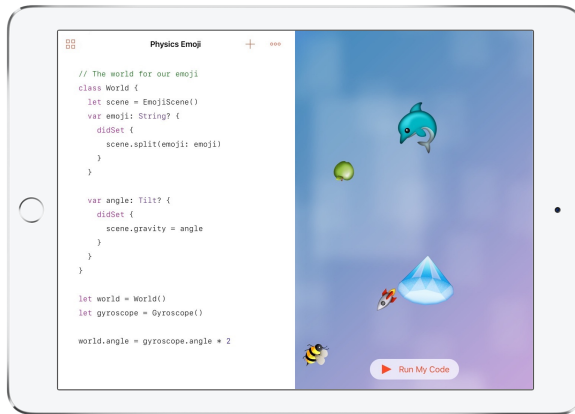 Physics Emoji
// The world for our emoji
class World {
let scene = EmojiScene()
var emoji: String? {
didSet {
scene.split(emoji: emoji)
}
}
var angle: Tilt? {
didSet {
scene.gravity = angle
}
}
}
let world = World()
let gyroscope = Gyroscope()
world.angle = gyroscope.angle * 2
Run My Code